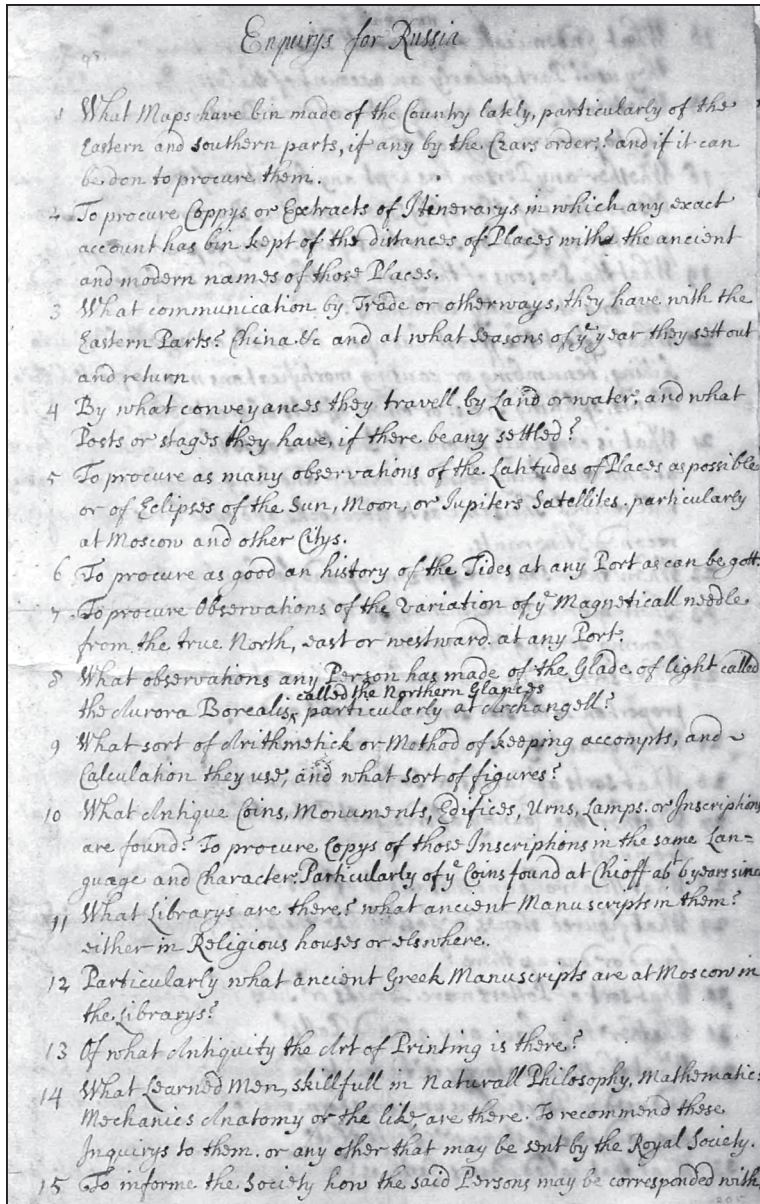 Enquirys for Russia
1 What Maps have bin made of the Country lately, particularly of the
Eastern and southern parts, if any by the Czars order;? and if it can
be don to procure them.
2 To procure Coppys or Extracts of Itinerarys in which any exact
account has bin kept of the distances of Places with the ancient
and modern names of those Places.
3 What communication by Trade or otherways, they have with the
Eastern Parts? China &c and at what seasons of yͤ year they sett out
and return
4 By what conveyances they travell by Land or water, and what
Posts or stages they have, if there be any settled?
5 To procure as many observations of the Latitudes of Places as possible
or of Eclipses of the Sun, Moon, or Jupiters Satellites. particularly
at Moscow and other Citys.
6 To procure as good an history of the Tides at any Port as can be gott.
7 To procure Observations of the Variation of yͤ Magneticall needle
from the true North, east or westward. at any Port.
8 What observations any Person has made of the Glade of light called
called the Northern Glances
the Aurora Borealis, particularly at Archangell?
9 What sort of Arithmetick or Method of keeping accompts, and
Calculation they use, and what sort of figures?
10 What Antique Coins, Monuments, Edifices, Urns, Lamps. or Inscriptions
are found? To procure Copys of those Inscriptions in the same Lan=
guage and Character. Particularly of yͤ Coins found at Chioff abᵗ 6 years since
11 What Librarys are there? what ancient Manuscripts in them?
either in Religious houses or elswhere.
12 Particularly what ancient Greek Manuscripts are at Moscow in
the Librarys?
13 Of what Antiquity the Art of Printing is there?
14 What Learned Men, skillfull in Naturall Philosophy, Mathematics
Mechanics Anatomy or the like, are there. To recommend these
Inquirys to them. or any other that may be sent by the Royal Society.
15 To informe the Society how the said Persons may be corresponded with